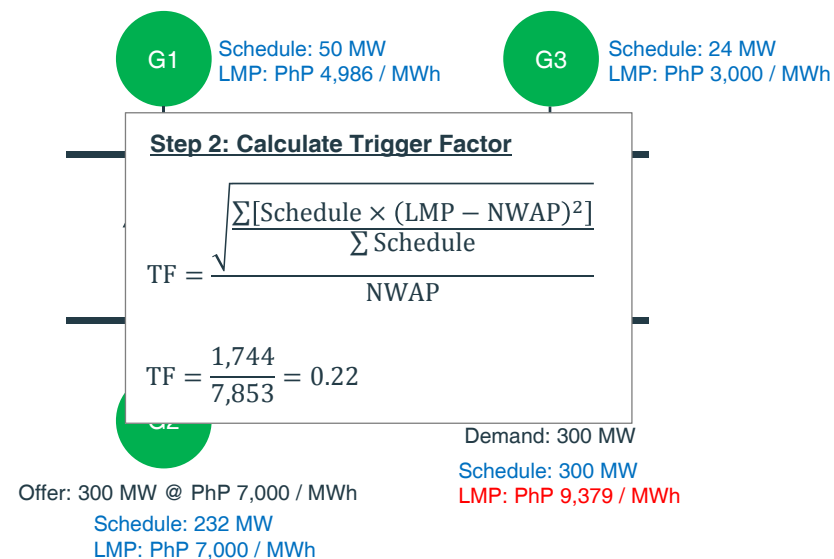 G1
Schedule: 50 MW
LMP: PhP 4,986 / MWh
G3
Schedule: 24 MW
LMP: PhP 3,000 / MWh
Step 2: Calculate Trigger Factor
TF = √(∑[Schedule × (LMP − NWAP)²] / ∑ Schedule) / NWAP
TF = 1,744 / 7,853 = 0.22
Demand: 300 MW
Schedule: 300 MW
LMP: PhP 9,379 / MWh
Offer: 300 MW @ PhP 7,000 / MWh
Schedule: 232 MW
LMP: PhP 7,000 / MWh